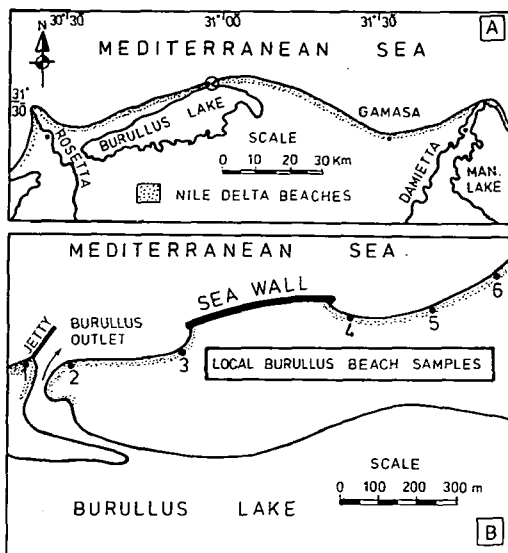 30°30' 31°00' 31°30'
A
N
MEDITERRANEAN SEA
31°
30
ROSETTA
BURULLUS LAKE
GAMASA
DAMIETTA
MAN.
LAKE
SCALE
0 10 20 30 Km
NILE DELTA BEACHES
MEDITERRANEAN SEA
SEA WALL
6
JETTY
BURULLUS
OUTLET
4
5
2
3
LOCAL BURULLUS BEACH SAMPLES
SCALE
0 100 200 300 m
BURULLUS LAKE
B